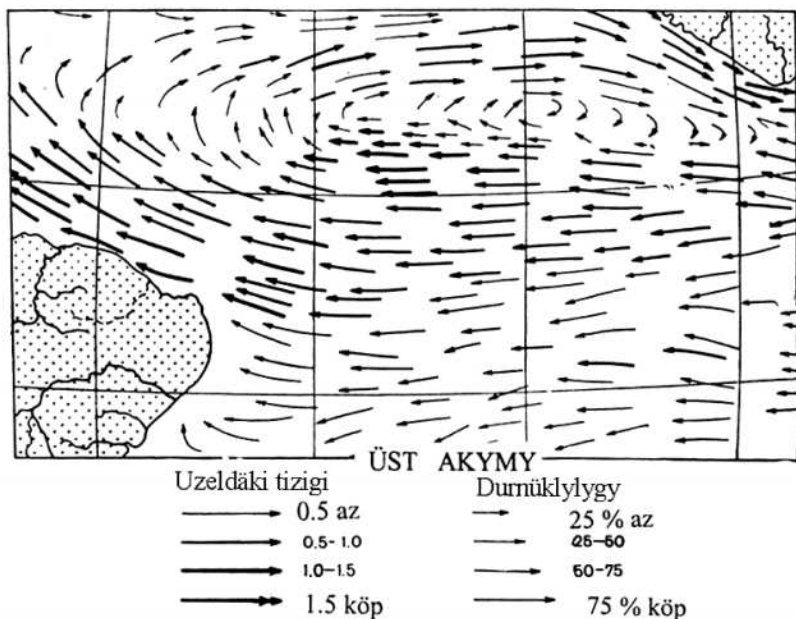 ÜST AKYMY
Uzeldäki tizigi
0.5 az
0.5-1.0
1.0-1.5
1.5 köp
Durnüklylygy
25 % az
25-50
50-75
75 % köp